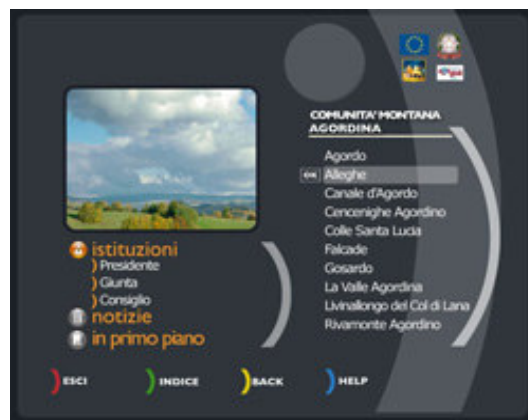 COMUNITA' MONTANA
AGORDINA
Agordo
OK Alleghe
Canale d'Agordo
Cencenighe Agordino
Colle Santa Lucia
Falcade
Gosardo
La Valle Agordina
Livinallongo del Col di Lana
Rivamonte Agordino
istituzioni
Presidente
Giunta
Consiglio
notizie
in primo piano
ESCI INDICE BACK HELP